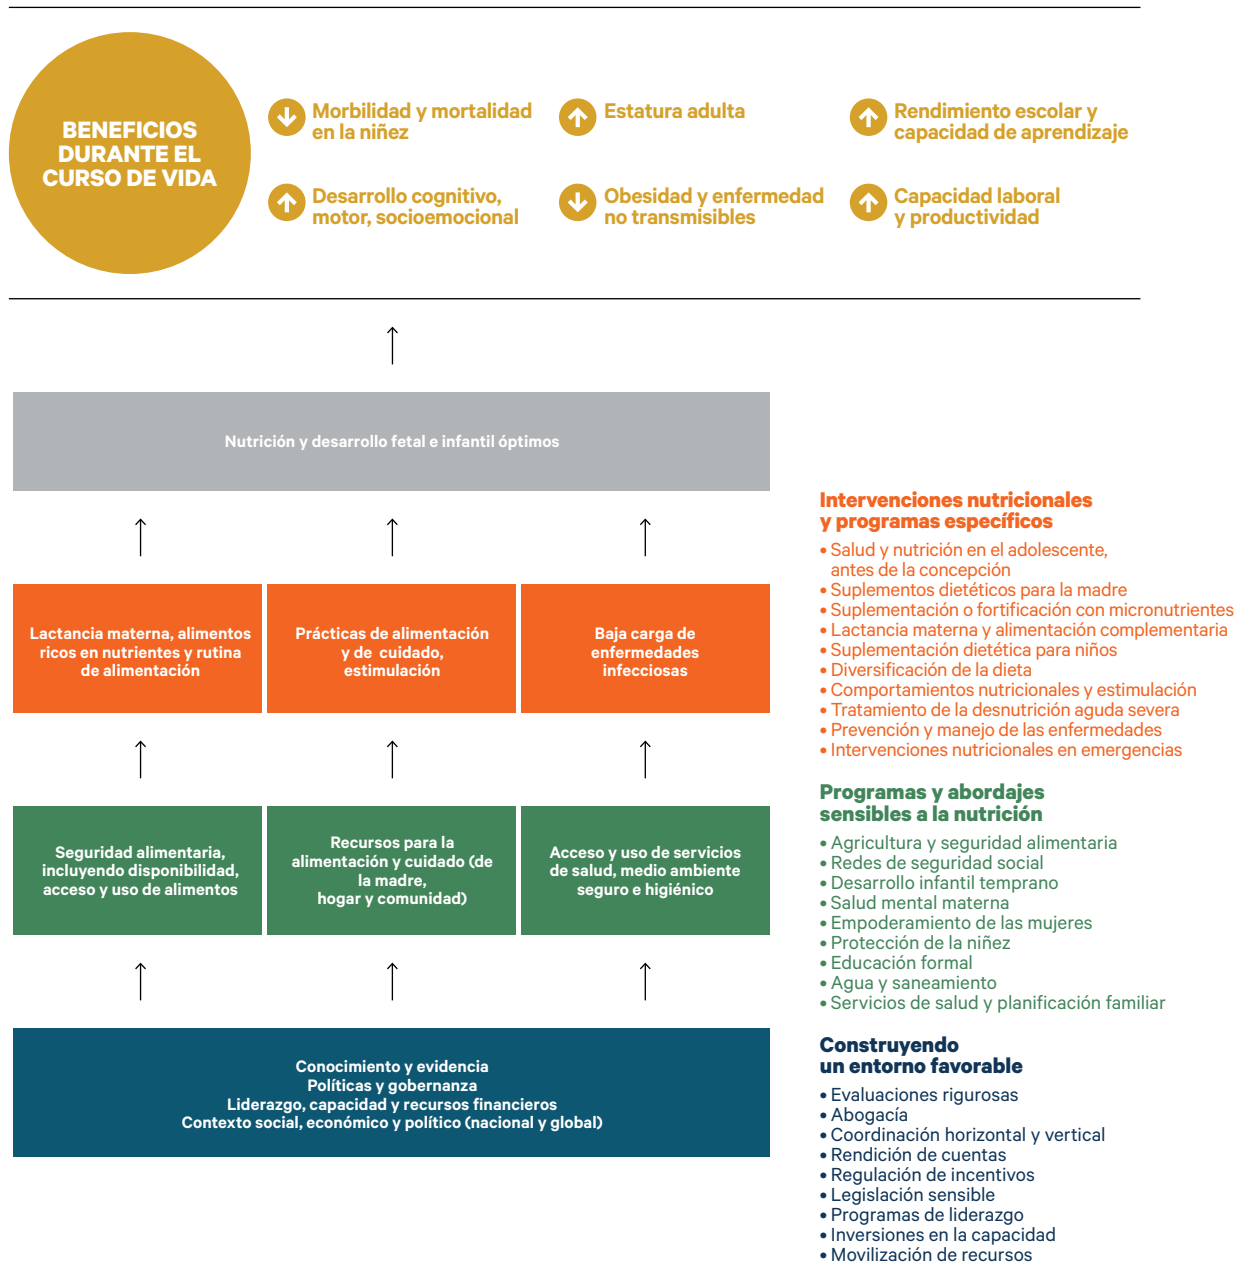 BENEFICIOS
DURANTE EL
CURSO DE VIDA
Morbilidad y mortalidad
en la niñez
Estatura adulta
Rendimiento escolar y
capacidad de aprendizaje
Desarrollo cognitivo,
motor, socioemocional
Obesidad y enfermedad
no transmisibles
Capacidad laboral
y productividad
Nutrición y desarrollo fetal e infantil óptimos
Lactancia materna, alimentos
ricos en nutrientes y rutina
de alimentación
Prácticas de alimentación
y de cuidado,
estimulación
Baja carga de
enfermedades
infecciosas
Seguridad alimentaria,
incluyendo disponibilidad,
acceso y uso de alimentos
Recursos para la
alimentación y cuidado (de
la madre,
hogar y comunidad)
Acceso y uso de servicios
de salud, medio ambiente
seguro e higiénico
Conocimiento y evidencia
Políticas y gobernanza
Liderazgo, capacidad y recursos financieros
Contexto social, económico y político (nacional y global)
Intervenciones nutricionales
y programas específicos
• Salud y nutrición en el adolescente,
antes de la concepción
• Suplementos dietéticos para la madre
• Suplementación o fortificación con micronutrientes
• Lactancia materna y alimentación complementaria
• Suplementación dietética para niños
• Diversificación de la dieta
• Comportamientos nutricionales y estimulación
• Tratamiento de la desnutrición aguda severa
• Prevención y manejo de las enfermedades
• Intervenciones nutricionales en emergencias
Programas y abordajes
sensibles a la nutrición
• Agricultura y seguridad alimentaria
• Redes de seguridad social
• Desarrollo infantil temprano
• Salud mental materna
• Empoderamiento de las mujeres
• Protección de la niñez
• Educación formal
• Agua y saneamiento
• Servicios de salud y planificación familiar
Construyendo
un entorno favorable
• Evaluaciones rigurosas
• Abogacía
• Coordinación horizontal y vertical
• Rendición de cuentas
• Regulación de incentivos
• Legislación sensible
• Programas de liderazgo
• Inversiones en la capacidad
• Movilización de recursos